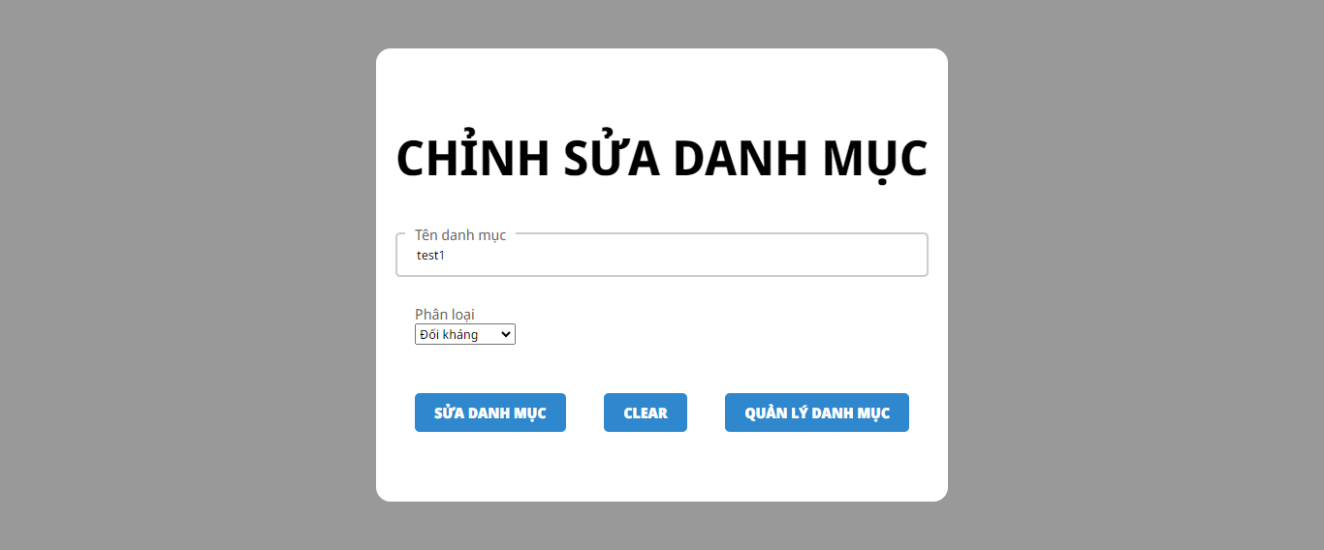 CHỈNH SỬA DANH MỤC
Tên danh mục
test1
Phân loại
Đối kháng
SỬA DANH MỤC CLEAR QUẢN LÝ DANH MỤC